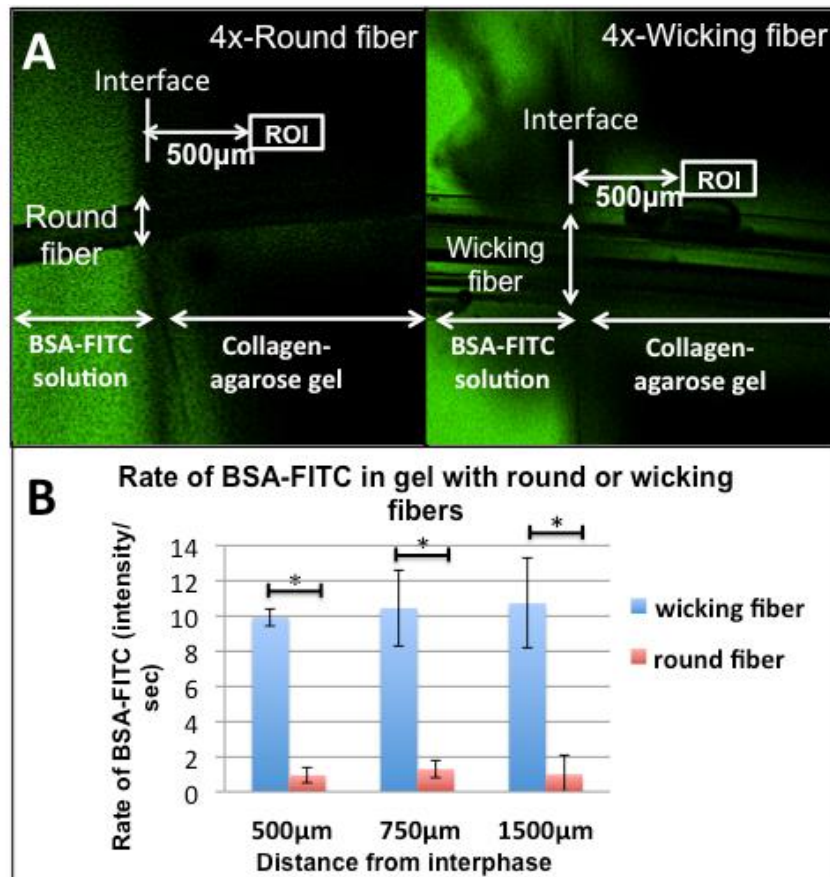 A
4x-Round fiber
Interface
500µm
ROI
Round
fiber
BSA-FITC
solution
Collagen-
agarose gel
4x-Wicking fiber
Interface
500µm
ROI
Wicking
fiber
BSA-FITC
solution
Collagen-
agarose gel
B
Rate of BSA-FITC in gel with round or wicking
fibers
Rate of BSA-FITC (intensity/
sec)
14
12
10
8
6
4
2
0
*
*
*
wicking fiber
round fiber
500µm
750µm
1500µm
Distance from interphase